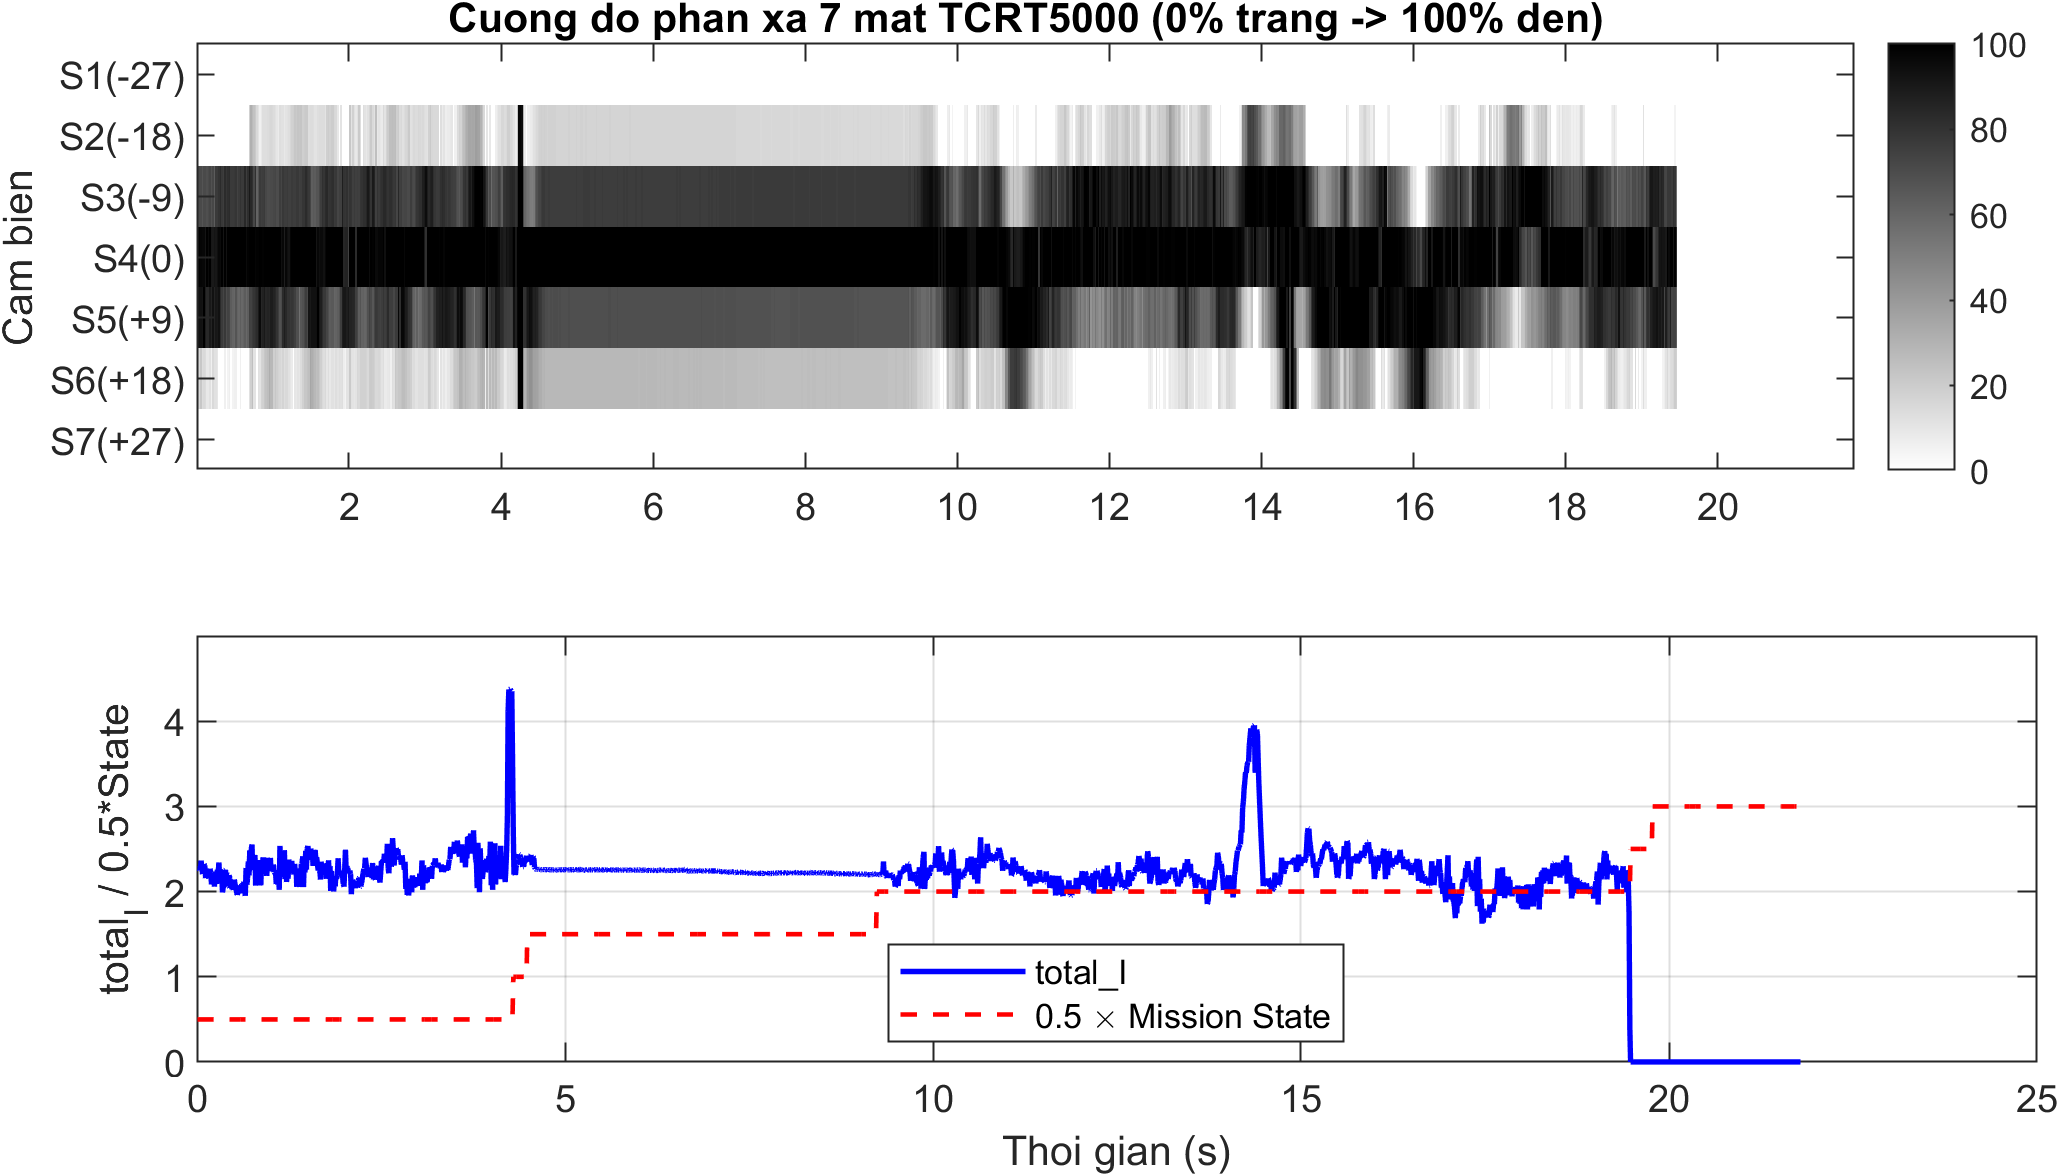 Cuong do phan xa 7 mat TCRT5000 (0% trang -> 100% den)
Cam bien
S1(-27)
S2(-18)
S3(-9)
S4(0)
S5(+9)
S6(+18)
S7(+27)
2 4 6 8 10 12 14 16 18 20
100
80
60
40
20
0
total_I / 0.5*State
4
3
2
1
0
total_I
0.5 × Mission State
0 5 10 15 20 25
Thoi gian (s)